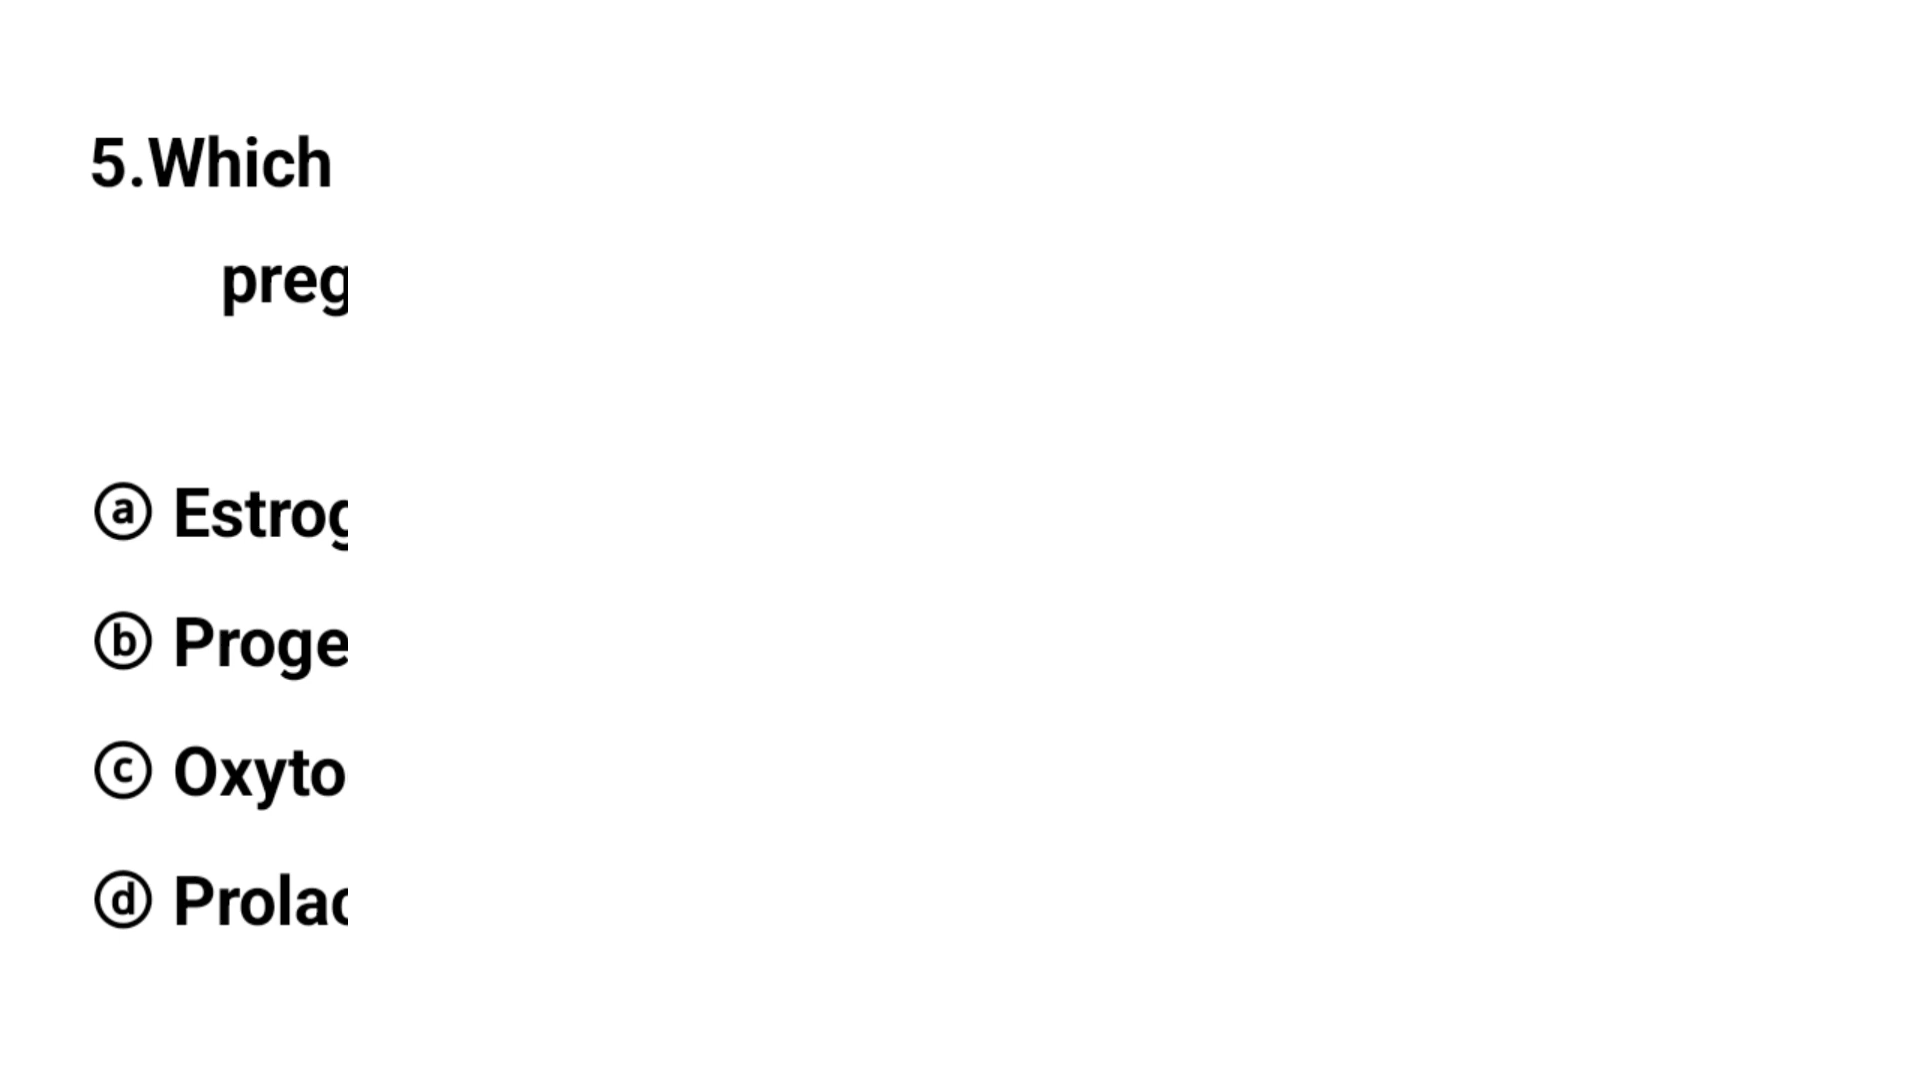 5.Which
preg
ⓐ Estrog
ⓑ Proge
ⓒ Oxyto
ⓓ Prolac